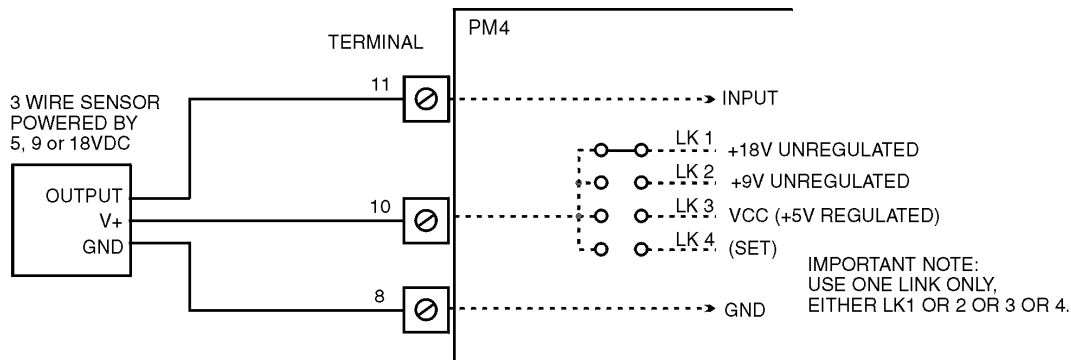 PM4
TERMINAL
11
3 WIRE SENSOR
POWERED BY
5, 9 or 18VDC
INPUT
LK 1
+18V UNREGULATED
LK 2
+9V UNREGULATED
OUTPUT
V+
GND
10
LK 3
VCC (+5V REGULATED)
LK 4
(SET)
IMPORTANT NOTE:
USE ONE LINK ONLY,
EITHER LK1 OR 2 OR 3 OR 4.
8
GND